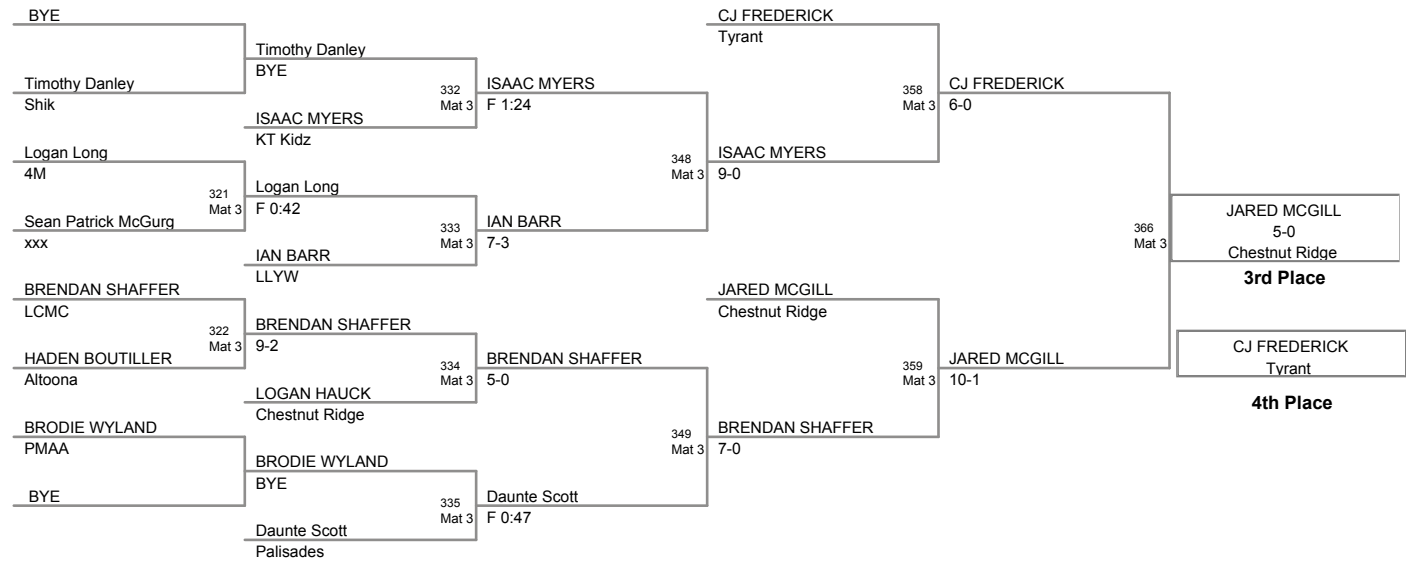 BYE
Timothy Danley
Shik
Logan Long
4M
Sean Patrick McGurg
xxx
BRENDAN SHAFFER
LCMC
HADEN BOUTILLER
Altoona
BRODIE WYLAND
PMAA
BYE
321
Mat 3
322
Mat 3
Timothy Danley
BYE
ISAAC MYERS
KT Kidz
Logan Long
F 0:42
IAN BARR
LLYW
BRENDAN SHAFFER
9-2
LOGAN HAUCK
Chestnut Ridge
BRODIE WYLAND
BYE
Daunte Scott
Palisades
332
Mat 3
333
Mat 3
334
Mat 3
335
Mat 3
ISAAC MYERS
F 1:24
IAN BARR
7-3
BRENDAN SHAFFER
5-0
Daunte Scott
F 0:47
348
Mat 3
349
Mat 3
CJ FREDERICK
Tyrant
ISAAC MYERS
9-0
JARED MCGILL
Chestnut Ridge
BRENDAN SHAFFER
7-0
358
Mat 3
359
Mat 3
CJ FREDERICK
6-0
JARED MCGILL
10-1
366
Mat 3
JARED MCGILL
5-0
Chestnut Ridge
3rd Place
CJ FREDERICK
Tyrant
4th Place